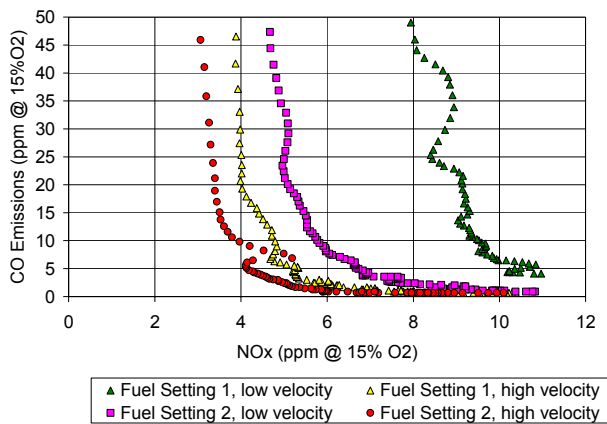 CO Emissions (ppm @ 15%O2)
50
45
40
35
30
25
20
15
10
5
0
0 2 4 6 8 10 12
NOx (ppm @ 15% O2)
Fuel Setting 1, low velocity Fuel Setting 1, high velocity
Fuel Setting 2, low velocity Fuel Setting 2, high velocity